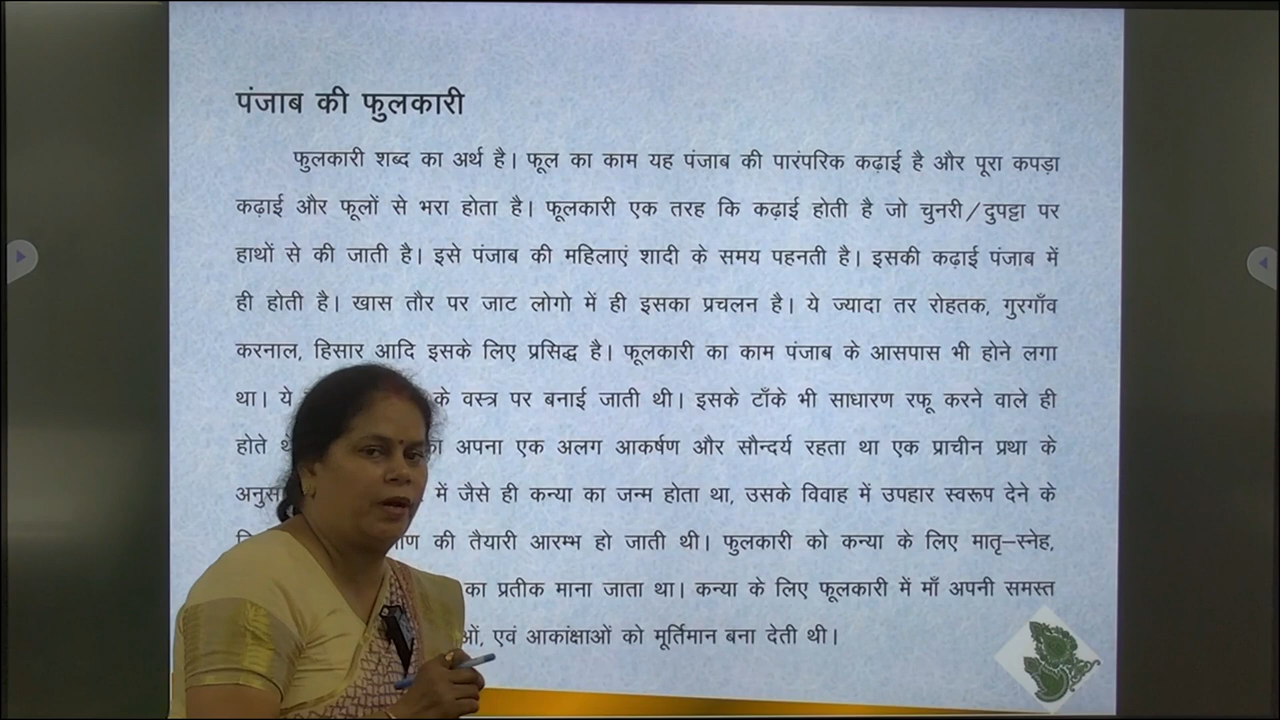 पंजाब की फुलकारी
फुलकारी शब्द का अर्थ है। फूल का काम यह पंजाब की पारंपरिक कढ़ाई है और पूरा कपड़ा
कढ़ाई और फूलों से भरा होता है। फूलकारी एक तरह कि कढ़ाई होती है जो चुनरी/दुपट्टा पर
हाथों से की जाती है। इसे पंजाब की महिलाएं शादी के समय पहनती है। इसकी कढ़ाई पंजाब में
ही होती है। खास तौर पर जाट लोगो में ही इसका प्रचलन है। ये ज्यादा तर रोहतक, गुरगाँव
करनाल, हिसार आदि इसके लिए प्रसिद्ध है। फूलकारी का काम पंजाब के आसपास भी होने लगा
था। ये के वस्त्र पर बनाई जाती थी। इसके टाँके भी साधारण रफू करने वाले ही
होते अपना एक अलग आकर्षण और सौन्दर्य रहता था एक प्राचीन प्रथा के
में जैसे ही कन्या का जन्म होता था, उसके विवाह में उपहार स्वरूप देने के
की तैयारी आरम्भ हो जाती थी। फुलकारी को कन्या के लिए मातृ–स्नेह,
का प्रतीक माना जाता था। कन्या के लिए फूलकारी में माँ अपनी समस्त
एवं आकांक्षाओं को मूर्तिमान बना देती थी।